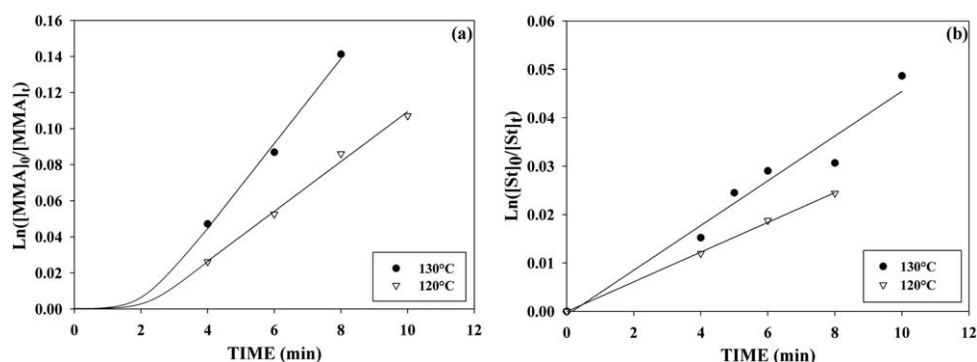 (a)
Ln([MMA]0/[MMA]t)
0.16
0.14
0.12
0.10
0.08
0.06
0.04
0.02
0.00
0 2 4 6 8 10 12
TIME (min)
130°C
120°C
(b)
Ln([St]0/[St]t)
0.06
0.05
0.04
0.03
0.02
0.01
0.00
0 2 4 6 8 10 12
TIME (min)
130°C
120°C